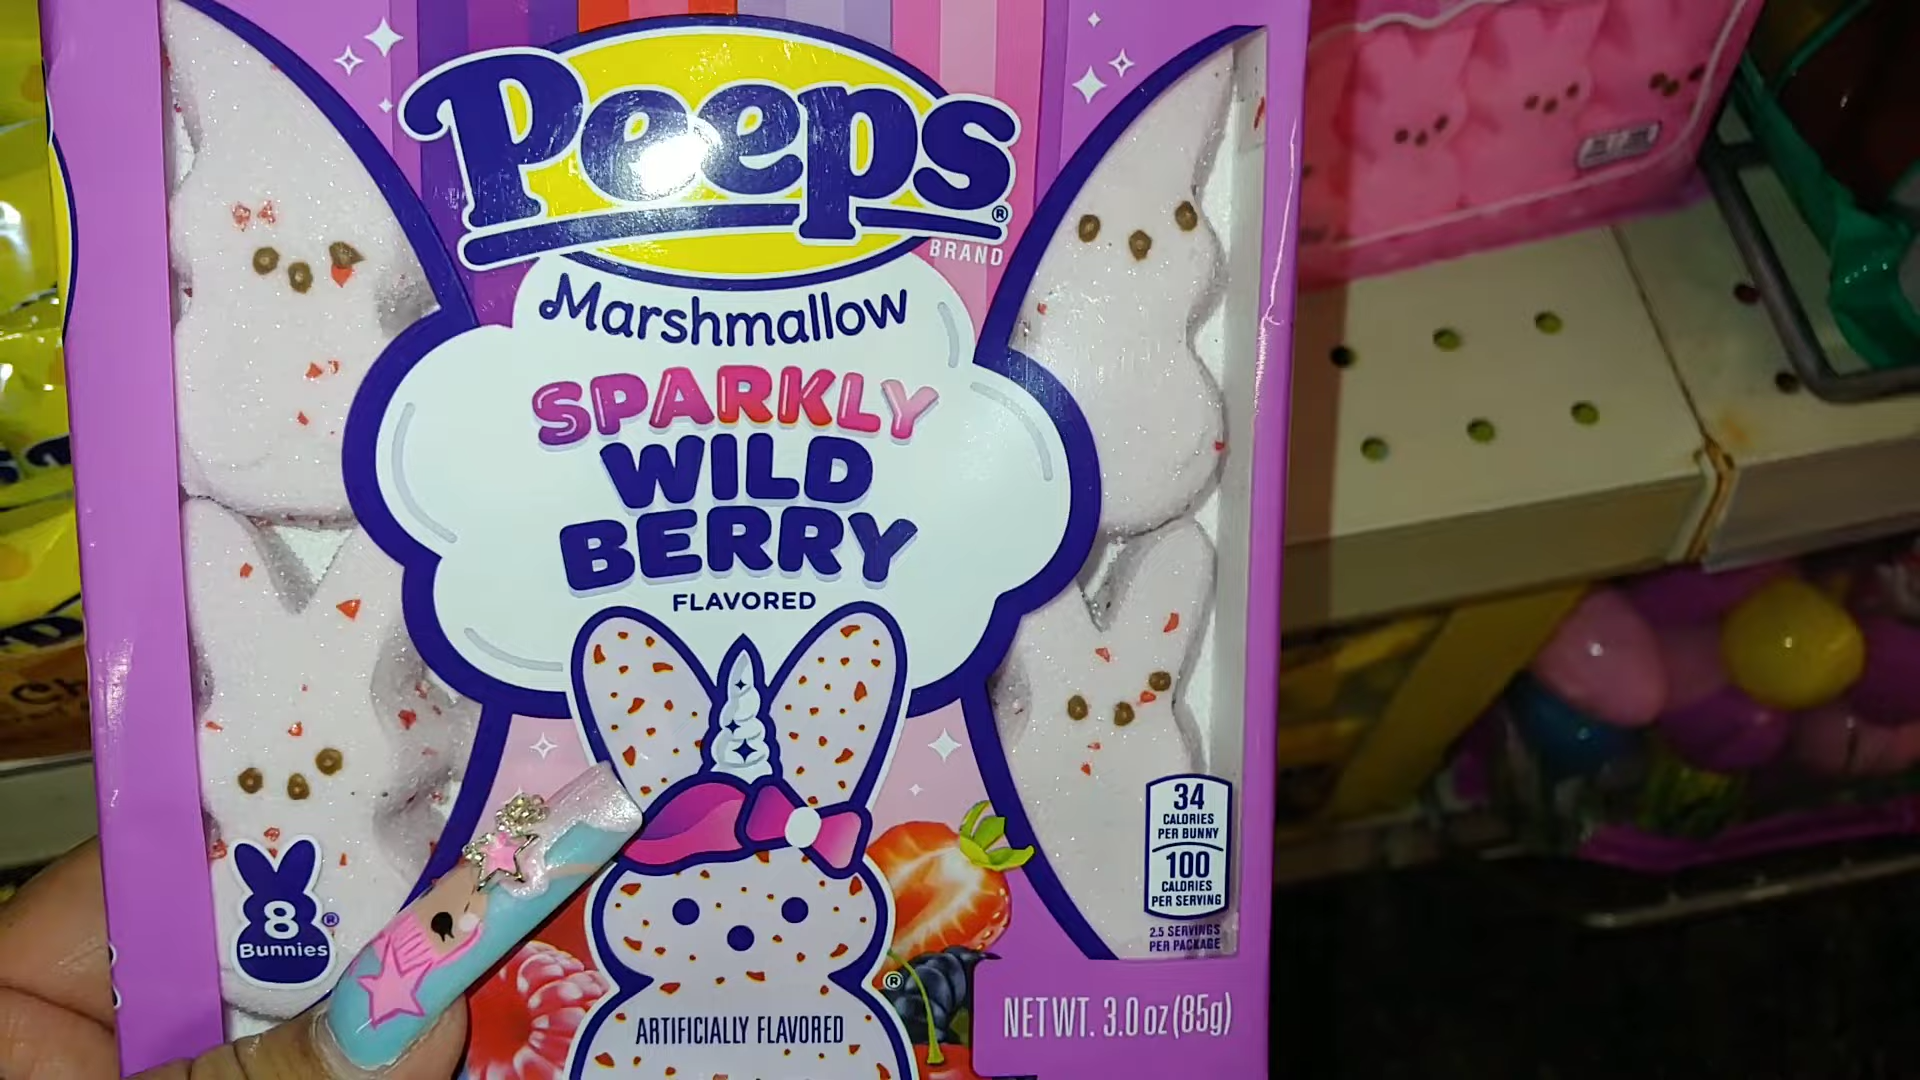 Peeps®
BRAND
Marshmallow
SPARKLY
WILD
BERRY
FLAVORED
34
CALORIES
PER BUNNY
100
CALORIES
PER SERVING
2.5 SERVINGS
PER PACKAGE
8
Bunnies
®
®
ARTIFICIALLY FLAVORED
NET WT. 3.0 oz (85g)